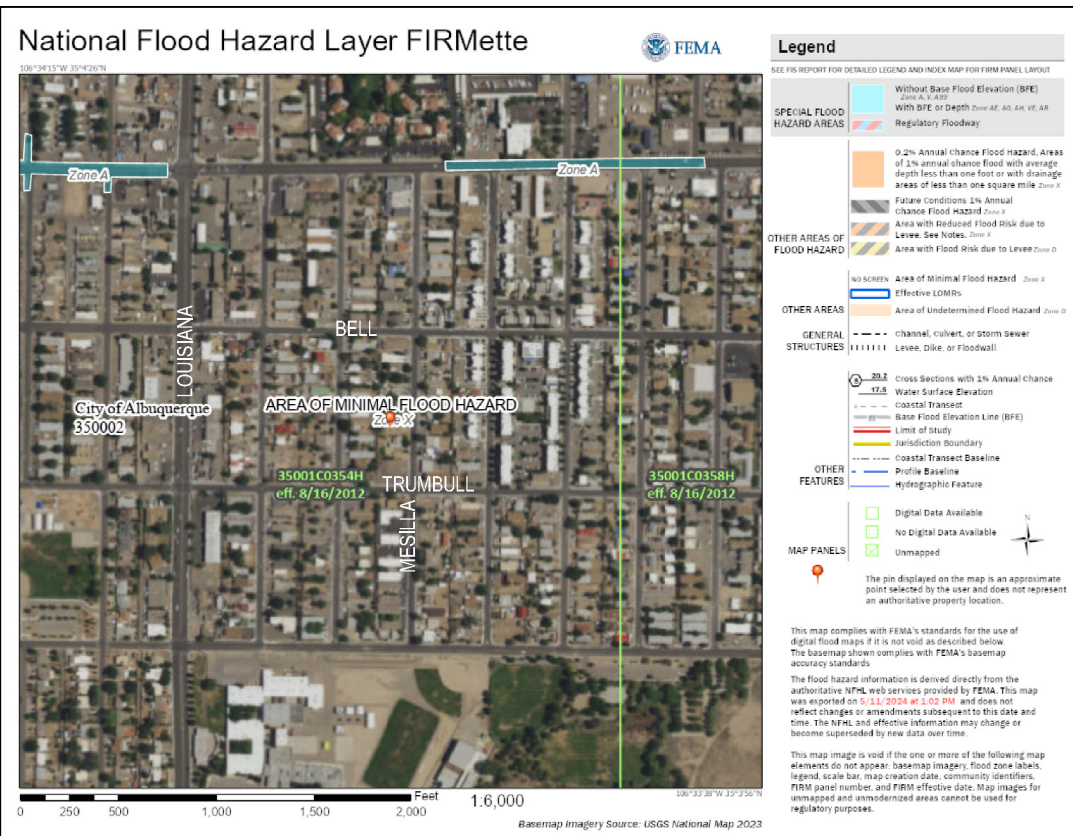 National Flood Hazard Layer FIRMette
FEMA
106°34'15"W 35°4'26"N
Zone A
Zone A
BELL
LOUISIANA
City of Albuquerque
350002
AREA OF MINIMAL FLOOD HAZARD
Zone X
35001C0354H
eff. 8/16/2012
TRUMBULL
35001C0358H
eff. 8/16/2012
MESILLA
Feet
0 250 500 1,000 1,500 2,000
1:6,000
106°33'38"W 35°3'56"N
Basemap Imagery Source: USGS National Map 2023
Legend
SEE FIS REPORT FOR DETAILED LEGEND AND INDEX MAP FOR FIRM PANEL LAYOUT
SPECIAL FLOOD
HAZARD AREAS
Without Base Flood Elevation (BFE)
Zone A, V, A99
With BFE or Depth Zone AE, AO, AH, VE, AR
Regulatory Floodway
OTHER AREAS OF
FLOOD HAZARD
0.2% Annual Chance Flood Hazard, Areas
of 1% annual chance flood with average
depth less than one foot or with drainage
areas of less than one square mile Zone X
Future Conditions 1% Annual
Chance Flood Hazard Zone X
Area with Reduced Flood Risk due to
Levee. See Notes. Zone X
Area with Flood Risk due to Levee Zone D
OTHER AREAS
NO SCREEN Area of Minimal Flood Hazard Zone X
Effective LOMRs
Area of Undetermined Flood Hazard Zone D
GENERAL
STRUCTURES
Channel, Culvert, or Storm Sewer
Levee, Dike, or Floodwall
OTHER
FEATURES
20.2 Cross Sections with 1% Annual Chance
17.5 Water Surface Elevation
Coastal Transect
Base Flood Elevation Line (BFE)
Limit of Study
Jurisdiction Boundary
Coastal Transect Baseline
Profile Baseline
Hydrographic Feature
MAP PANELS
Digital Data Available
No Digital Data Available
Unmapped
N
The pin displayed on the map is an approximate
point selected by the user and does not represent
an authoritative property location.
This map complies with FEMA's standards for the use of
digital flood maps if it is not void as described below.
The basemap shown complies with FEMA's basemap
accuracy standards
The flood hazard information is derived directly from the
authoritative NFHL web services provided by FEMA. This map
was exported on 5/11/2024 at 1:02 PM and does not
reflect changes or amendments subsequent to this date and
time. The NFHL and effective information may change or
become superseded by new data over time.
This map image is void if the one or more of the following map
elements do not appear: basemap imagery, flood zone labels,
legend, scale bar, map creation date, community identifiers,
FIRM panel number, and FIRM effective date. Map images for
unmapped and unmodernized areas cannot be used for
regulatory purposes.